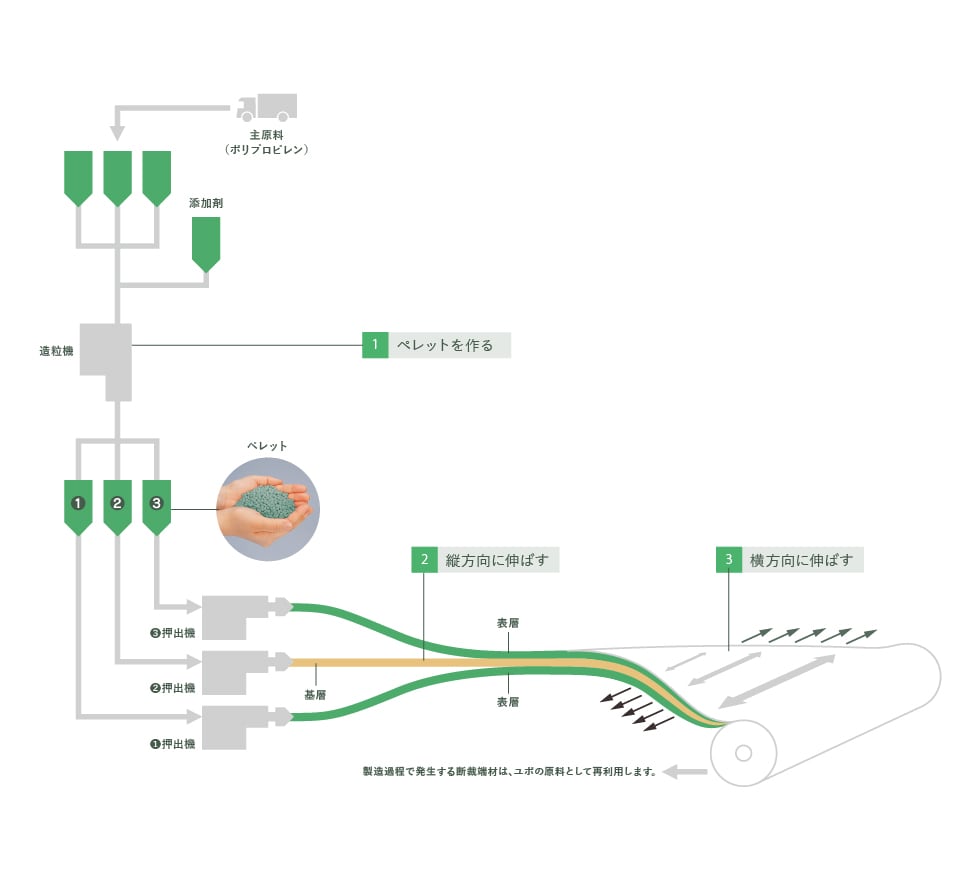 主原料
（ポリプロピレン）
添加剤
造粒機
1 ペレットを作る
ペレット
❶ ❷ ❸
2 縦方向に伸ばす
3 横方向に伸ばす
❸押出機
表層
❷押出機
基層
表層
❶押出機
製造過程で発生する断裁端材は、ユポの原料として再利用します。